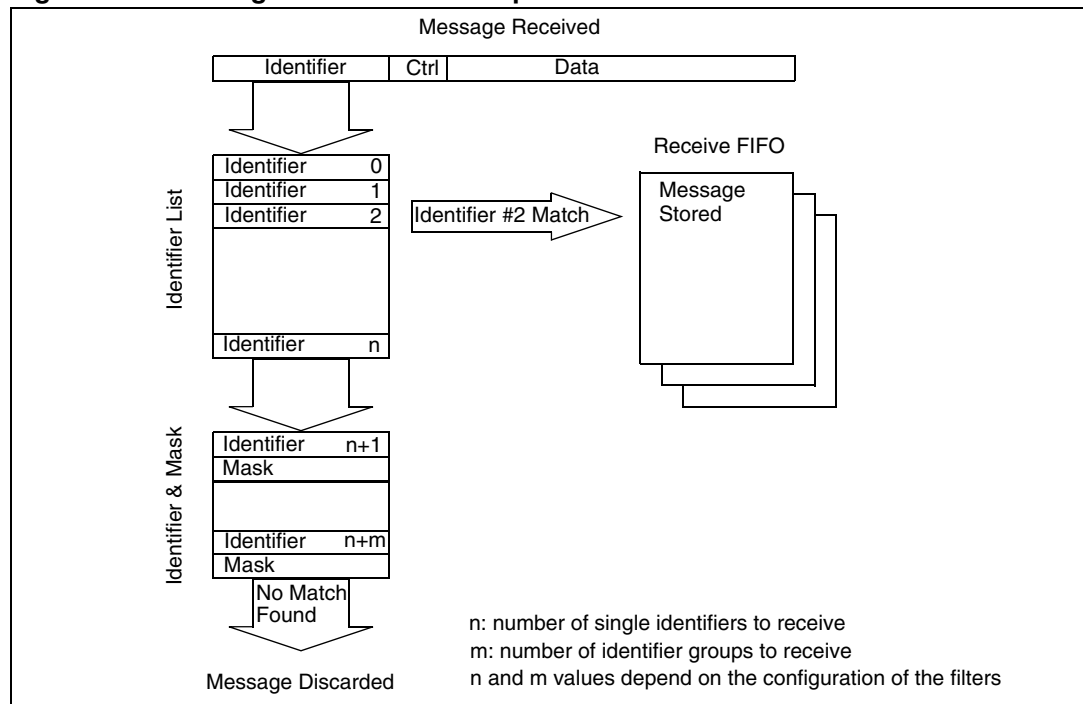 Message Received
Identifier Ctrl Data
Receive FIFO
Identifier List
Identifier 0
Identifier 1
Identifier 2
Identifier #2 Match
Message
Stored
Identifier n
Identifier & Mask
Identifier n+1
Mask
Identifier n+m
Mask
No Match
Found
Message Discarded
n: number of single identifiers to receive
m: number of identifier groups to receive
n and m values depend on the configuration of the filters